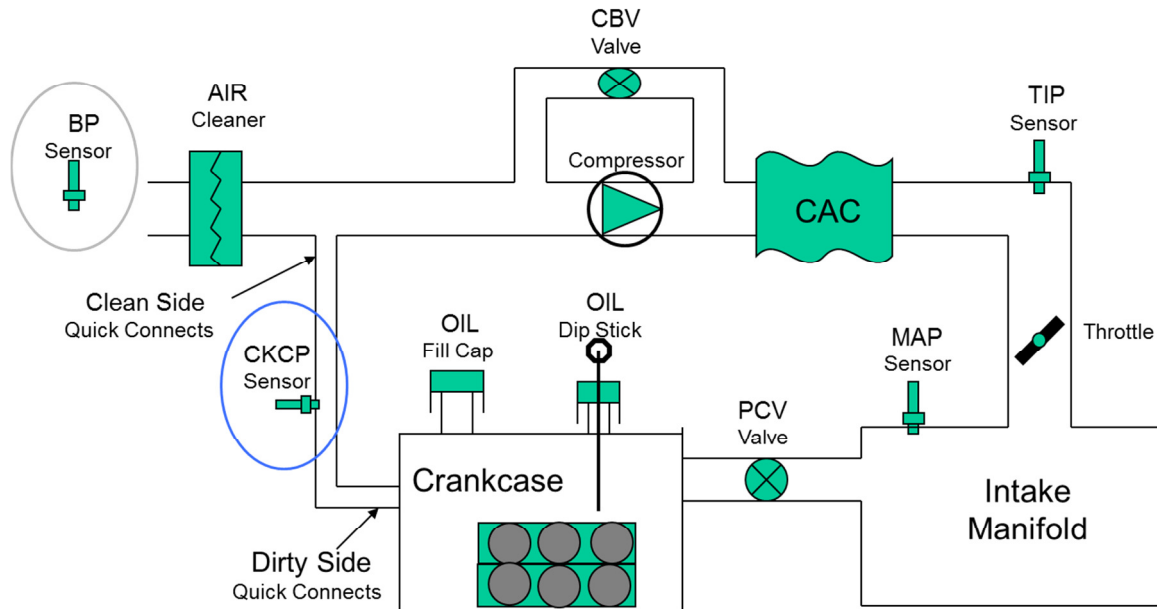 CBV
Valve
AIR
Cleaner
BP
Sensor
TIP
Sensor
Compressor
CAC
Clean Side
Quick Connects
OIL
Fill Cap
OIL
Dip Stick
CKCP
Sensor
MAP
Sensor
Throttle
PCV
Valve
Crankcase
Intake
Manifold
Dirty Side
Quick Connects